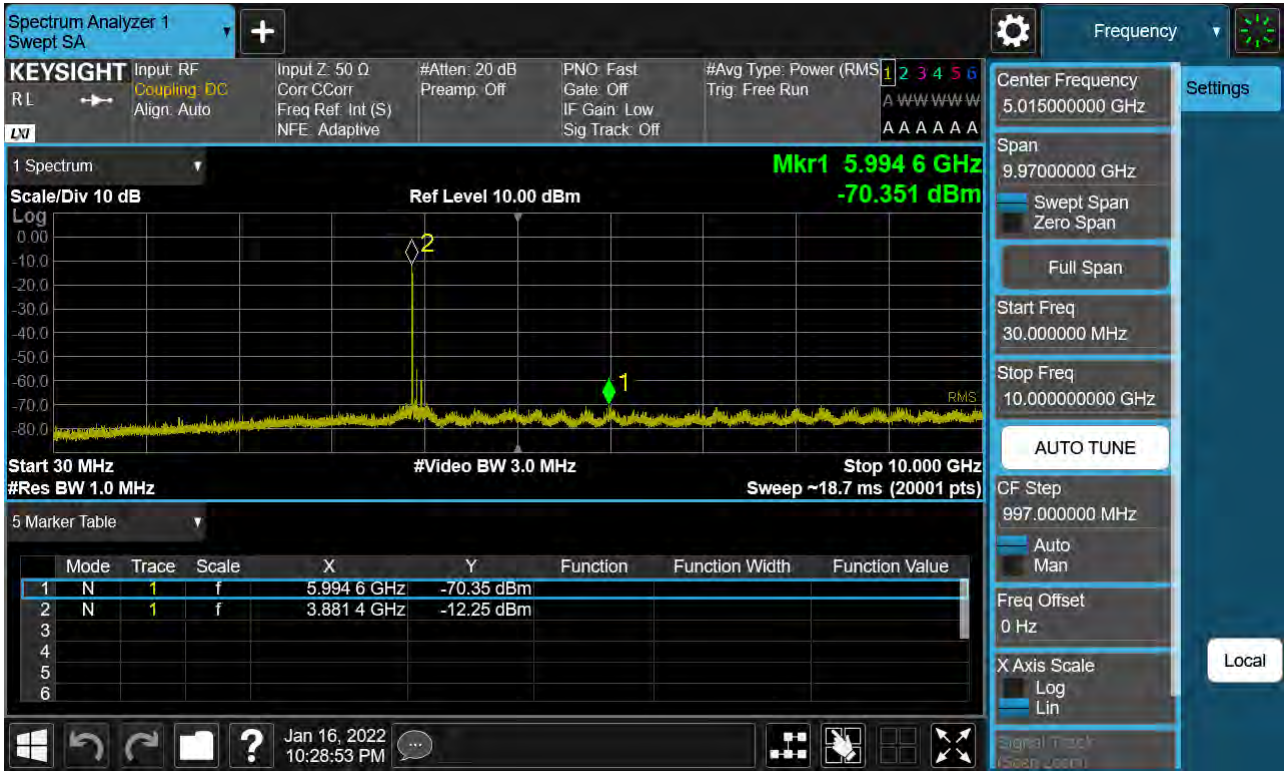 Spectrum Analyzer 1
Swept SA
+
Frequency
KEYSIGHT
RL
LXI
Input: RF
Coupling: DC
Align: Auto
Input Z: 50 Ω
Corr CCorr
Freq Ref: Int (S)
NFE: Adaptive
#Atten: 20 dB
Preamp: Off
PNO: Fast
Gate: Off
IF Gain: Low
Sig Track: Off
#Avg Type: Power (RMS
Trig: Free Run
1 2 3 4 5 6
A W W W W W
A A A A A A
Center Frequency
5.015000000 GHz
Settings
Span
9.97000000 GHz
Swept Span
Zero Span
Full Span
Start Freq
30.000000 MHz
Stop Freq
10.000000000 GHz
AUTO TUNE
CF Step
997.000000 MHz
Auto
Man
Freq Offset
0 Hz
X Axis Scale
Log
Lin
Signal Track
(Span Zoom)
Local
1 Spectrum
Mkr1 5.994 6 GHz
-70.351 dBm
Scale/Div 10 dB
Ref Level 10.00 dBm
Log
0.00
-10.0
-20.0
-30.0
-40.0
-50.0
-60.0
-70.0
-80.0
2
1
RMS
Start 30 MHz
#Video BW 3.0 MHz
Stop 10.000 GHz
#Res BW 1.0 MHz
Sweep ~18.7 ms (20001 pts)
5 Marker Table
Mode Trace Scale X Y Function Function Width Function Value
1 N 1 f 5.994 6 GHz -70.35 dBm
2 N 1 f 3.881 4 GHz -12.25 dBm
3
4
5
6
?
Jan 16, 2022
10:28:53 PM